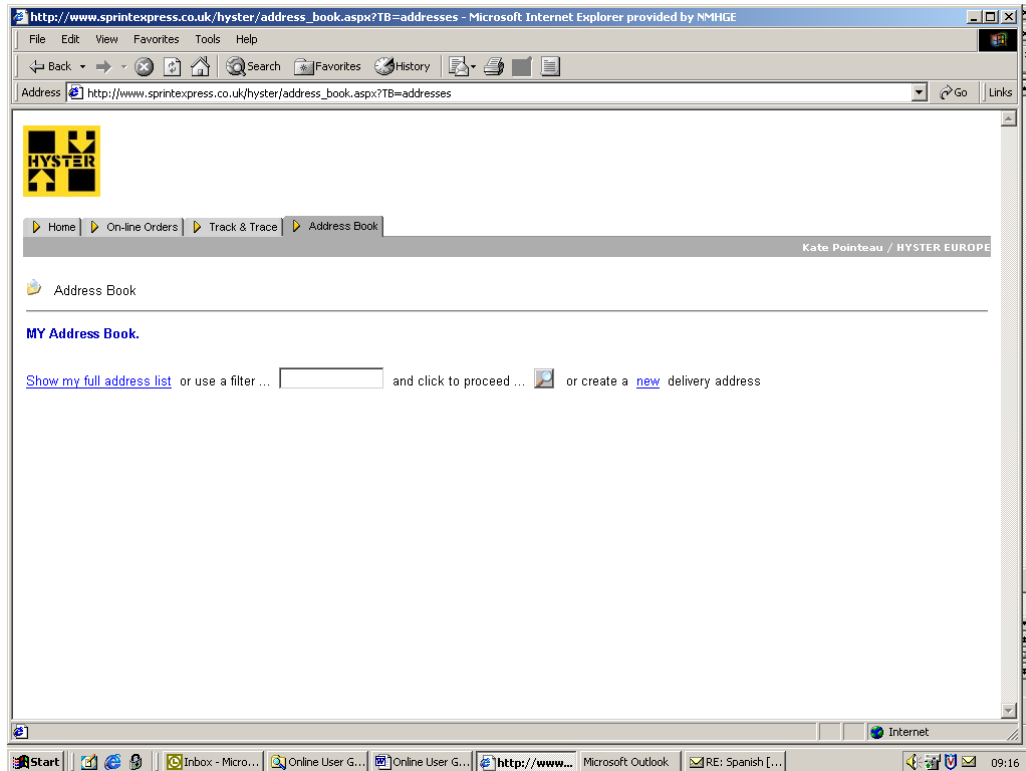 http://www.sprintexpress.co.uk/hyster/address_book.aspx?TB=addresses - Microsoft Internet Explorer provided by NMHGE
File Edit View Favorites Tools Help
Back Search Favorites History
Address http://www.sprintexpress.co.uk/hyster/address_book.aspx?TB=addresses Go Links
HYSTER
Home On-line Orders Track & Trace Address Book
Kate Pointeau / HYSTER EUROPE
Address Book
MY Address Book.
Show my full address list or use a filter ... and click to proceed ... or create a new delivery address
Internet
Start Inbox - Micro... Online User G... Online User G... http://www... Microsoft Outlook RE: Spanish [... 09:16